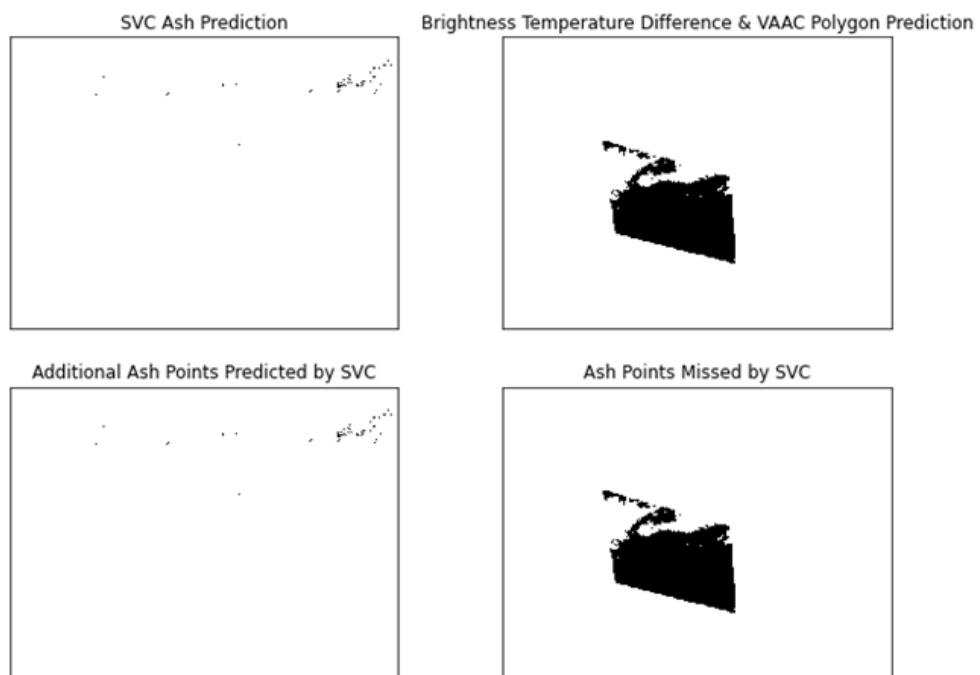 SVC Ash Prediction
Brightness Temperature Difference & VAAC Polygon Prediction
Additional Ash Points Predicted by SVC
Ash Points Missed by SVC